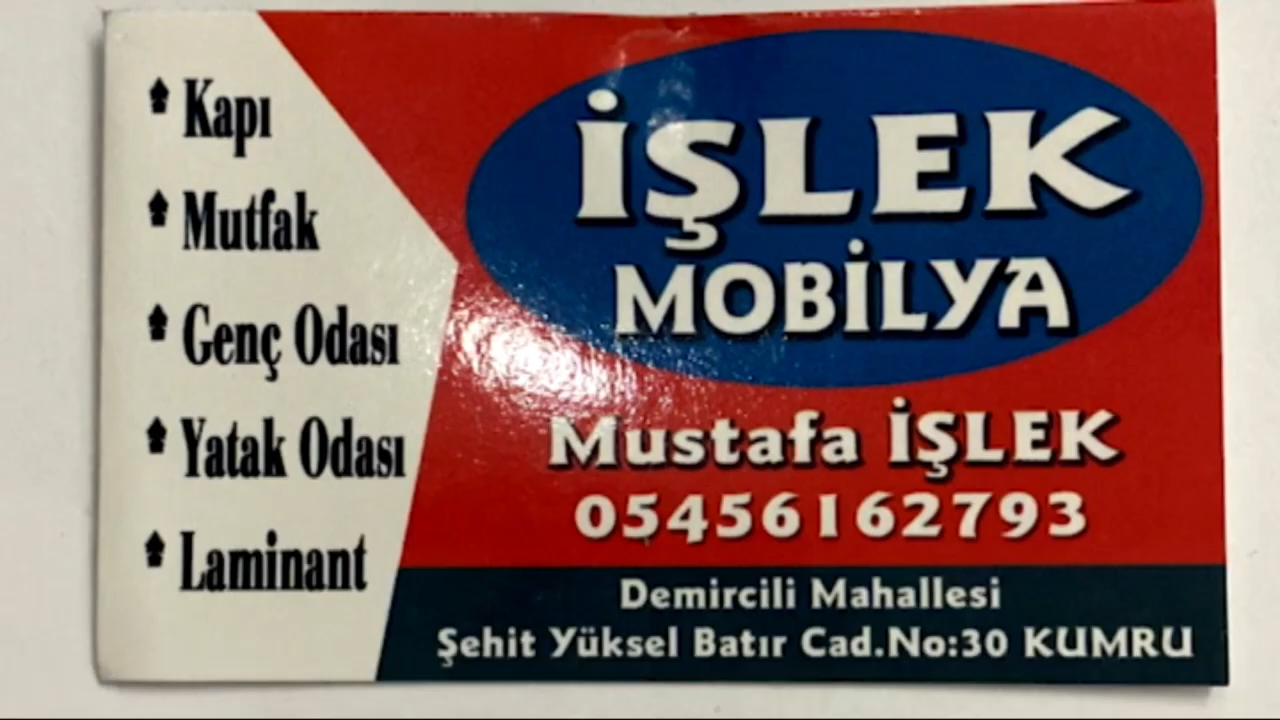 Kapı
Mutfak
Genç Odası
Yatak Odası
Laminant
İŞLEK
MOBİLYA
Mustafa İŞLEK
05456162793
Demircili Mahallesi
Şehit Yüksel Batır Cad.No:30 KUMRU